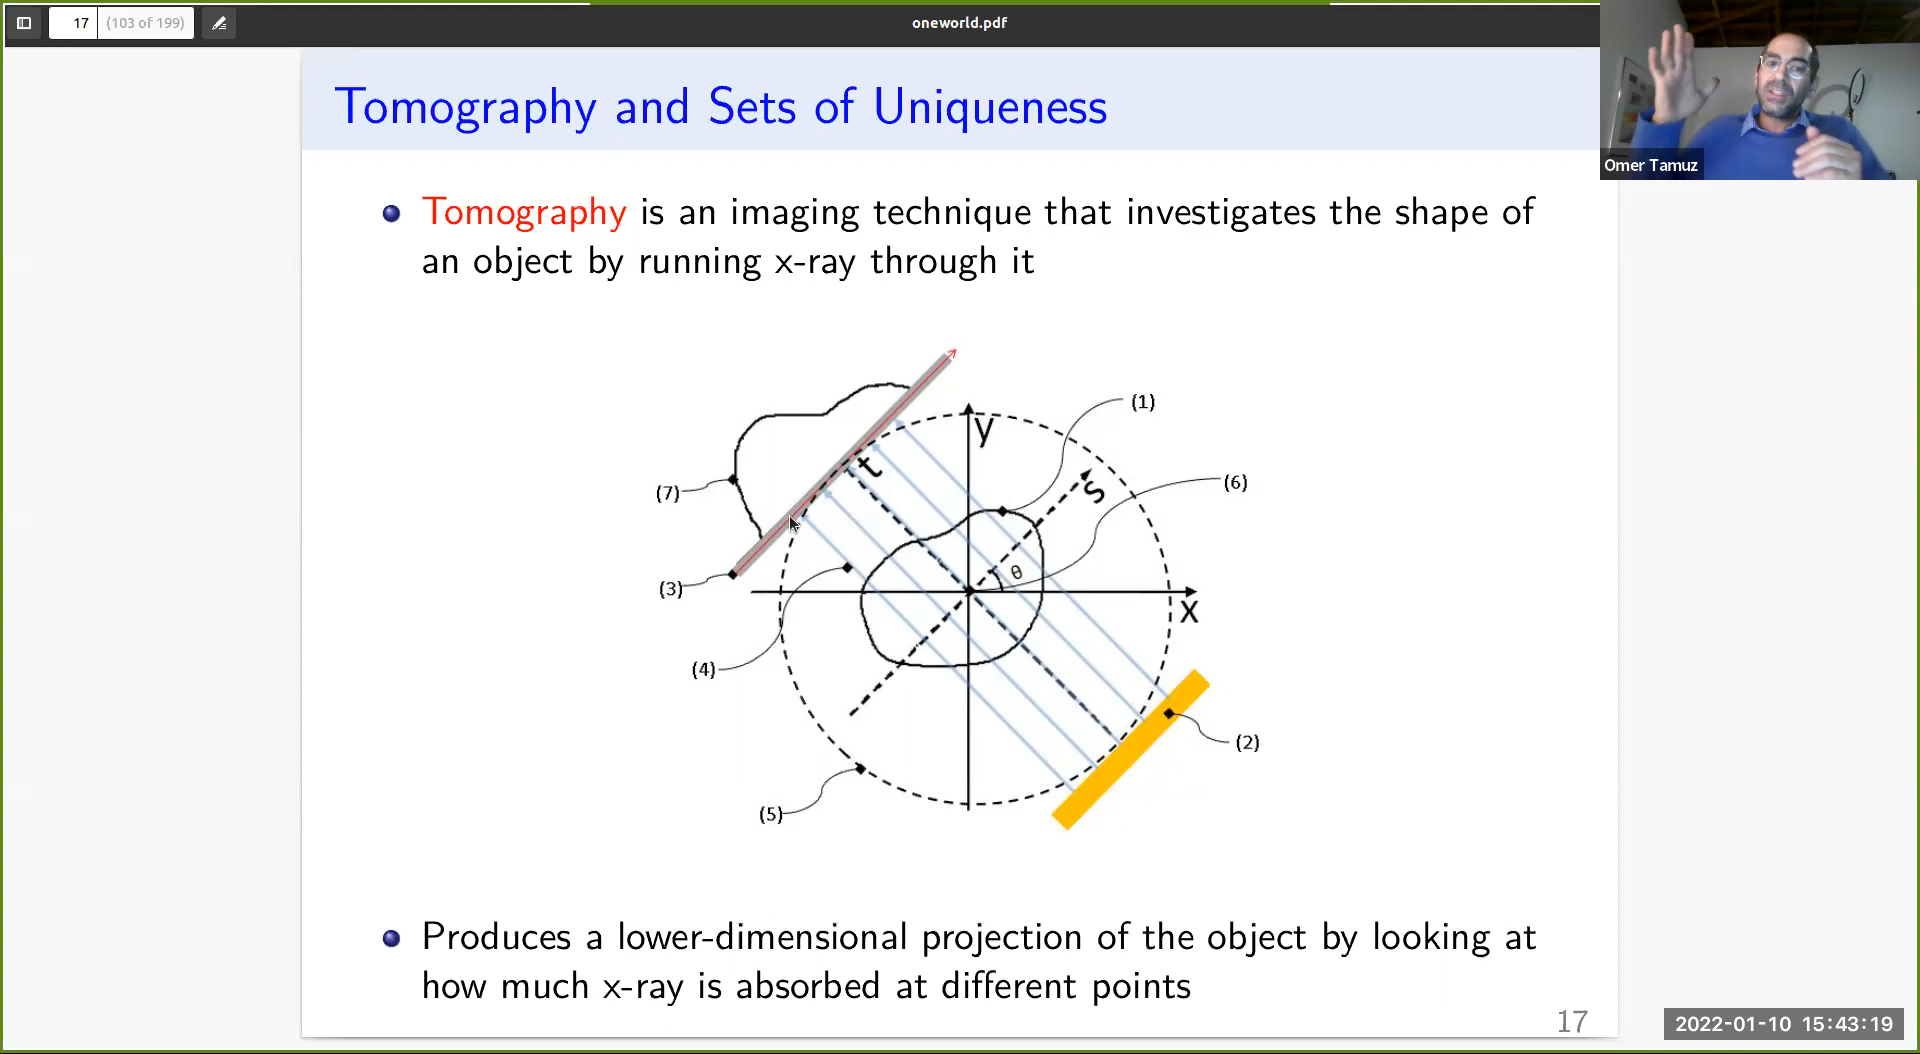 17 (103 of 199)
oneworld.pdf
Omer Tamuz
Tomography and Sets of Uniqueness
Tomography is an imaging technique that investigates the shape of
an object by running x-ray through it
(1)
y
t
s
(6)
(7)
θ
(3)
x
(4)
(2)
(5)
Produces a lower-dimensional projection of the object by looking at
how much x-ray is absorbed at different points
17
2022-01-10 15:43:19